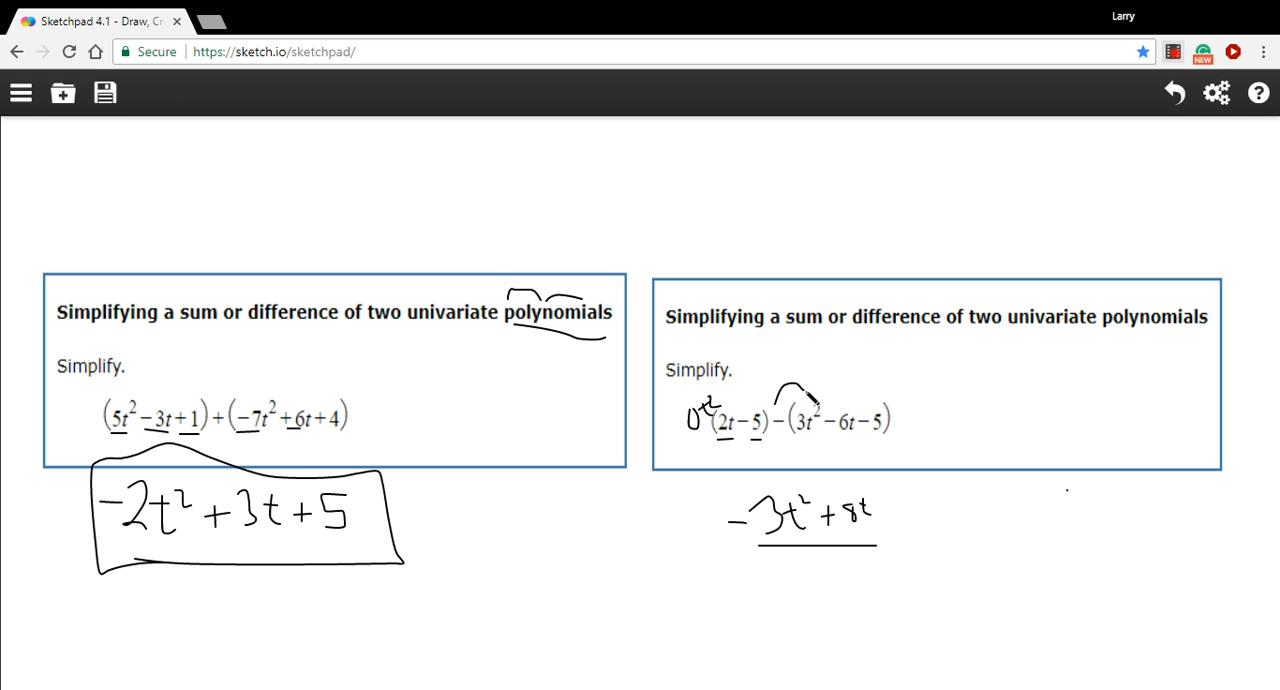 Larry
Sketchpad 4.1 - Draw, Cr
Secure https://sketch.io/sketchpad/
NEW
Simplifying a sum or difference of two univariate polynomials
Simplify.
(5t² − 3t + 1) + (−7t² + 6t + 4)
-2t² + 3t + 5
Simplifying a sum or difference of two univariate polynomials
Simplify.
0t² (2t − 5) − (3t² − 6t − 5)
-3t² + 8t